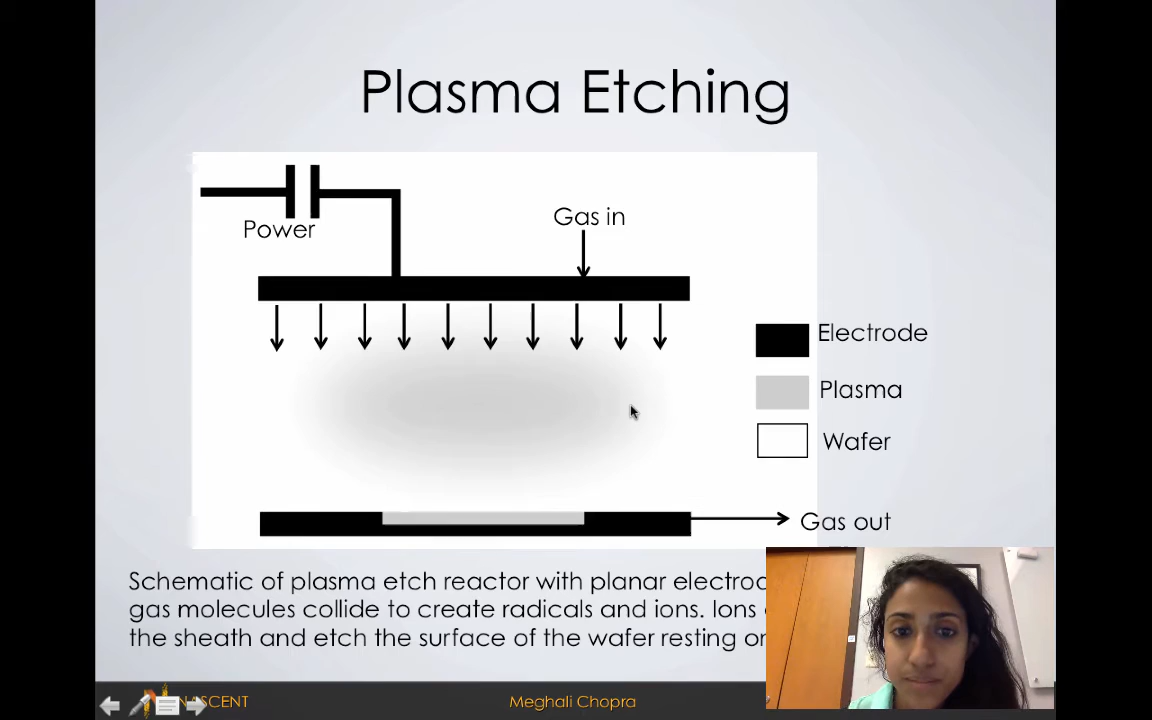 Plasma Etching
Power
Gas in
Electrode
Plasma
Wafer
Gas out
Schematic of plasma etch reactor with planar
gas molecules collide to create radicals and ions. Ions
the sheath and etch the surface of the wafer resting
Meghali Chopra